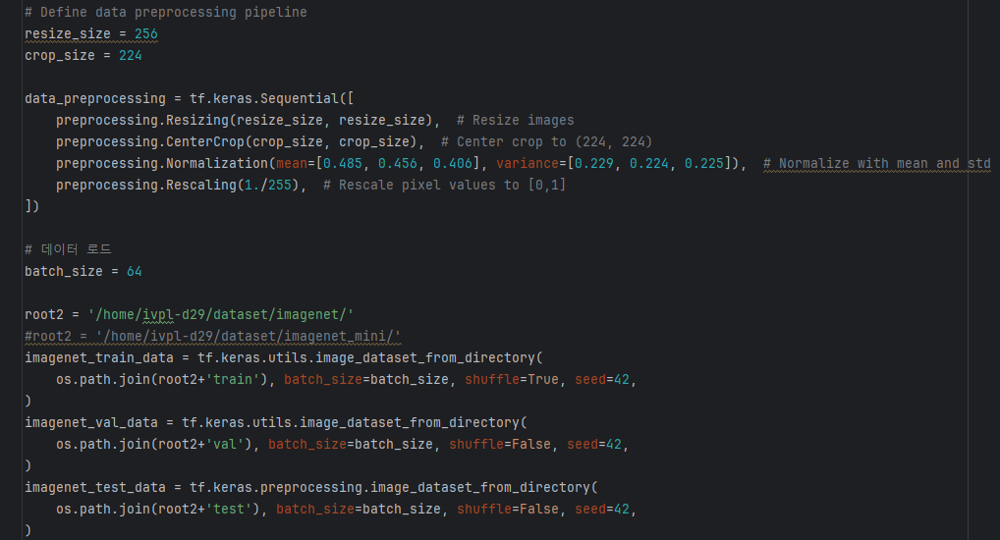 # Define data preprocessing pipeline
resize_size = 256
crop_size = 224
data_preprocessing = tf.keras.Sequential([
preprocessing.Resizing(resize_size, resize_size),  # Resize images
preprocessing.CenterCrop(crop_size, crop_size),  # Center crop to (224, 224)
preprocessing.Normalization(mean=[0.485, 0.456, 0.406], variance=[0.229, 0.224, 0.225]),  # Normalize with mean and std
preprocessing.Rescaling(1./255),  # Rescale pixel values to [0,1]
])
# 데이터 로드
batch_size = 64
root2 = '/home/ivpl-d29/dataset/imagenet/'
#root2 = '/home/ivpl-d29/dataset/imagenet_mini/'
imagenet_train_data = tf.keras.utils.image_dataset_from_directory(
os.path.join(root2+'train'), batch_size=batch_size, shuffle=True, seed=42,
)
imagenet_val_data = tf.keras.utils.image_dataset_from_directory(
os.path.join(root2+'val'), batch_size=batch_size, shuffle=False, seed=42,
)
imagenet_test_data = tf.keras.preprocessing.image_dataset_from_directory(
os.path.join(root2+'test'), batch_size=batch_size, shuffle=False, seed=42,
)